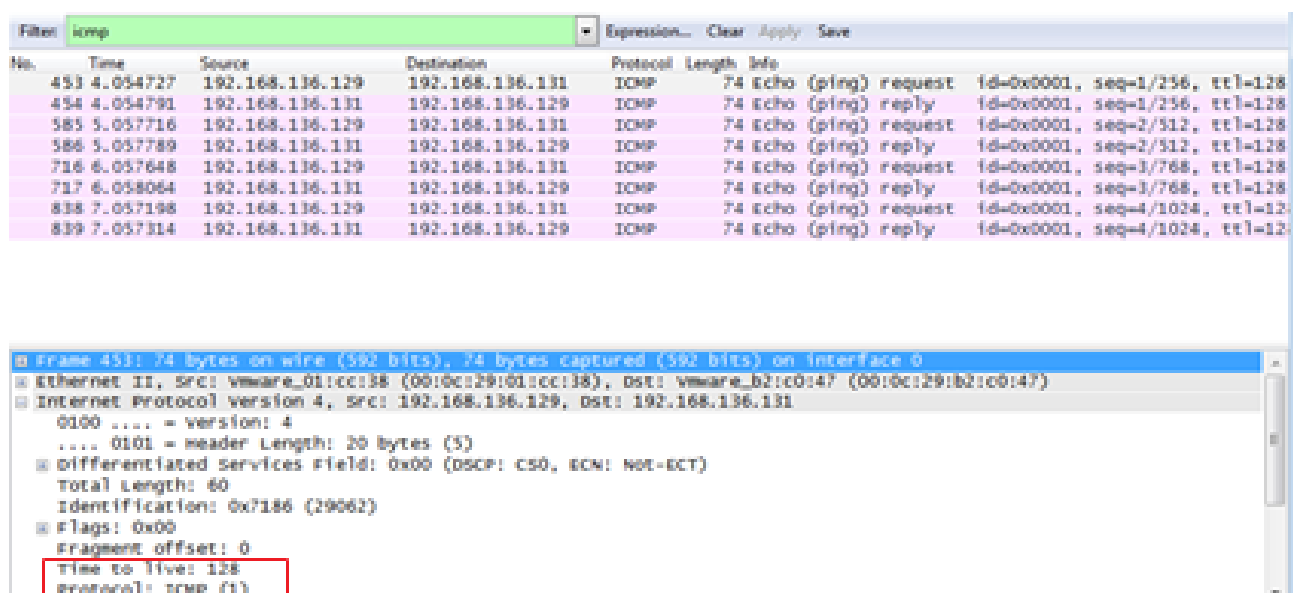 Filter: icmp Expression... Clear Apply Save
No. Time Source Destination Protocol Length Info
453 4.054727 192.168.136.129 192.168.136.131 ICMP 74 Echo (ping) request id=0x0001, seq=1/256, ttl=128
454 4.054791 192.168.136.131 192.168.136.129 ICMP 74 Echo (ping) reply id=0x0001, seq=1/256, ttl=128
585 5.057716 192.168.136.129 192.168.136.131 ICMP 74 Echo (ping) request id=0x0001, seq=2/512, ttl=128
586 5.057789 192.168.136.131 192.168.136.129 ICMP 74 Echo (ping) reply id=0x0001, seq=2/512, ttl=128
716 6.057648 192.168.136.129 192.168.136.131 ICMP 74 Echo (ping) request id=0x0001, seq=3/768, ttl=128
717 6.058064 192.168.136.131 192.168.136.129 ICMP 74 Echo (ping) reply id=0x0001, seq=3/768, ttl=128
838 7.057198 192.168.136.129 192.168.136.131 ICMP 74 Echo (ping) request id=0x0001, seq=4/1024, ttl=12
839 7.057314 192.168.136.131 192.168.136.129 ICMP 74 Echo (ping) reply id=0x0001, seq=4/1024, ttl=12
Frame 453: 74 bytes on wire (592 bits), 74 bytes captured (592 bits) on interface 0
Ethernet II, Src: Vmware_01:cc:38 (00:0c:29:01:cc:38), Dst: Vmware_b2:c0:47 (00:0c:29:b2:c0:47)
Internet Protocol Version 4, Src: 192.168.136.129, Dst: 192.168.136.131
0100 .... = Version: 4
.... 0101 = Header Length: 20 bytes (5)
Differentiated Services Field: 0x00 (DSCP: CS0, ECN: Not-ECT)
Total Length: 60
Identification: 0x7186 (29062)
Flags: 0x00
Fragment offset: 0
Time to live: 128
Protocol: ICMP (1)